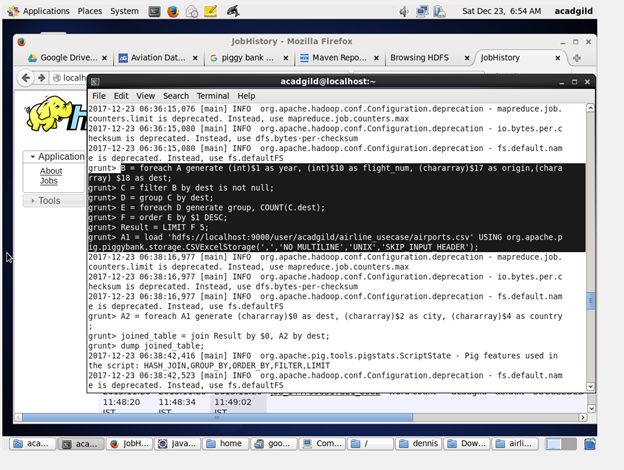 Applications Places System
Sat Dec 23, 6:54 AM acadgild
JobHistory - Mozilla Firefox
Google Drive...
Aviation Dat...
piggy bank ...
Maven Repo...
Browsing HDFS
JobHistory
localh
acadgild@localhost:~
File Edit View Search Terminal Help
2017-12-23 06:36:15,076 [main] INFO org.apache.hadoop.conf.Configuration.deprecation - mapreduce.job.
counters.limit is deprecated. Instead, use mapreduce.job.counters.max
2017-12-23 06:36:15,080 [main] INFO org.apache.hadoop.conf.Configuration.deprecation - io.bytes.per.c
hecksum is deprecated. Instead, use dfs.bytes-per-checksum
2017-12-23 06:36:15,080 [main] INFO org.apache.hadoop.conf.Configuration.deprecation - fs.default.nam
e is deprecated. Instead, use fs.defaultFS
grunt> B = foreach A generate (int)$1 as year, (int)$10 as flight_num, (chararray)$17 as origin,(chara
rray) $18 as dest;
grunt> C = filter B by dest is not null;
grunt> D = group C by dest;
grunt> E = foreach D generate group, COUNT(C.dest);
grunt> F = order E by $1 DESC;
grunt> Result = LIMIT F 5;
grunt> A1 = load 'hdfs://localhost:9000/user/acadgild/airline_usecase/airports.csv' USING org.apache.p
ig.piggybank.storage.CSVExcelStorage(',','NO_MULTILINE','UNIX','SKIP_INPUT_HEADER');
2017-12-23 06:38:16,977 [main] INFO org.apache.hadoop.conf.Configuration.deprecation - mapreduce.job.
counters.limit is deprecated. Instead, use mapreduce.job.counters.max
2017-12-23 06:38:16,977 [main] INFO org.apache.hadoop.conf.Configuration.deprecation - io.bytes.per.c
hecksum is deprecated. Instead, use dfs.bytes-per-checksum
2017-12-23 06:38:16,977 [main] INFO org.apache.hadoop.conf.Configuration.deprecation - fs.default.nam
e is deprecated. Instead, use fs.defaultFS
grunt> A2 = foreach A1 generate (chararray)$0 as dest, (chararray)$2 as city, (chararray)$4 as country
;
grunt> joined_table = join Result by $0, A2 by dest;
grunt> dump joined_table;
2017-12-23 06:38:42,416 [main] INFO org.apache.pig.tools.pigstats.ScriptState - Pig features used in
the script: HASH_JOIN,GROUP_BY,ORDER_BY,FILTER,LIMIT
2017-12-23 06:38:42,523 [main] INFO org.apache.hadoop.conf.Configuration.deprecation - fs.default.nam
e is deprecated. Instead, use fs.defaultFS
Application
About
Jobs
Tools
11:48:20 11:48:34 11:49:02
IST IST IST
aca... aca... JobH... Java... home goo... Com... / dennis Dow... airli...